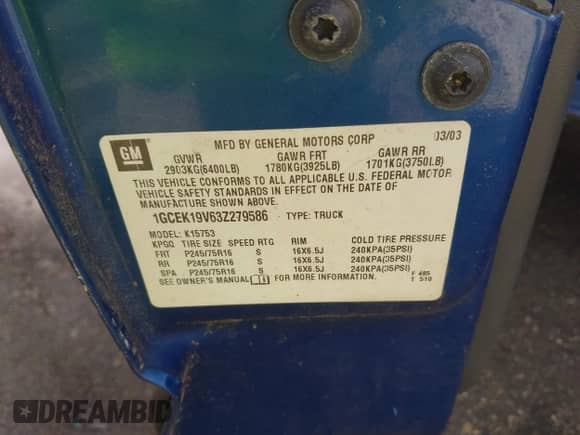 GM
MFD BY GENERAL MOTORS CORP 03/03
GVWR GAWR FRT GAWR RR
2903KG(6400LB) 1780KG(3925LB) 1701KG(3750LB)
THIS VEHICLE CONFORMS TO ALL APPLICABLE U.S. FEDERAL MOTOR
VEHICLE SAFETY STANDARDS IN EFFECT ON THE DATE OF
MANUFACTURE SHOWN ABOVE.
1GCEK19V63Z279586 TYPE: TRUCK
MODEL: K15753
KPGQ TIRE SIZE SPEED RTG RIM COLD TIRE PRESSURE
FRT P245/75R16 S 16X6.5J 240KPA(35PSI)
RR P245/75R16 S 16X6.5J 240KPA(35PSI)
SPA P245/75R16 S 16X6.5J 240KPA(35PSI)
SEE OWNER'S MANUAL FOR MORE INFORMATION.
F 485
T 510
DREAMBID